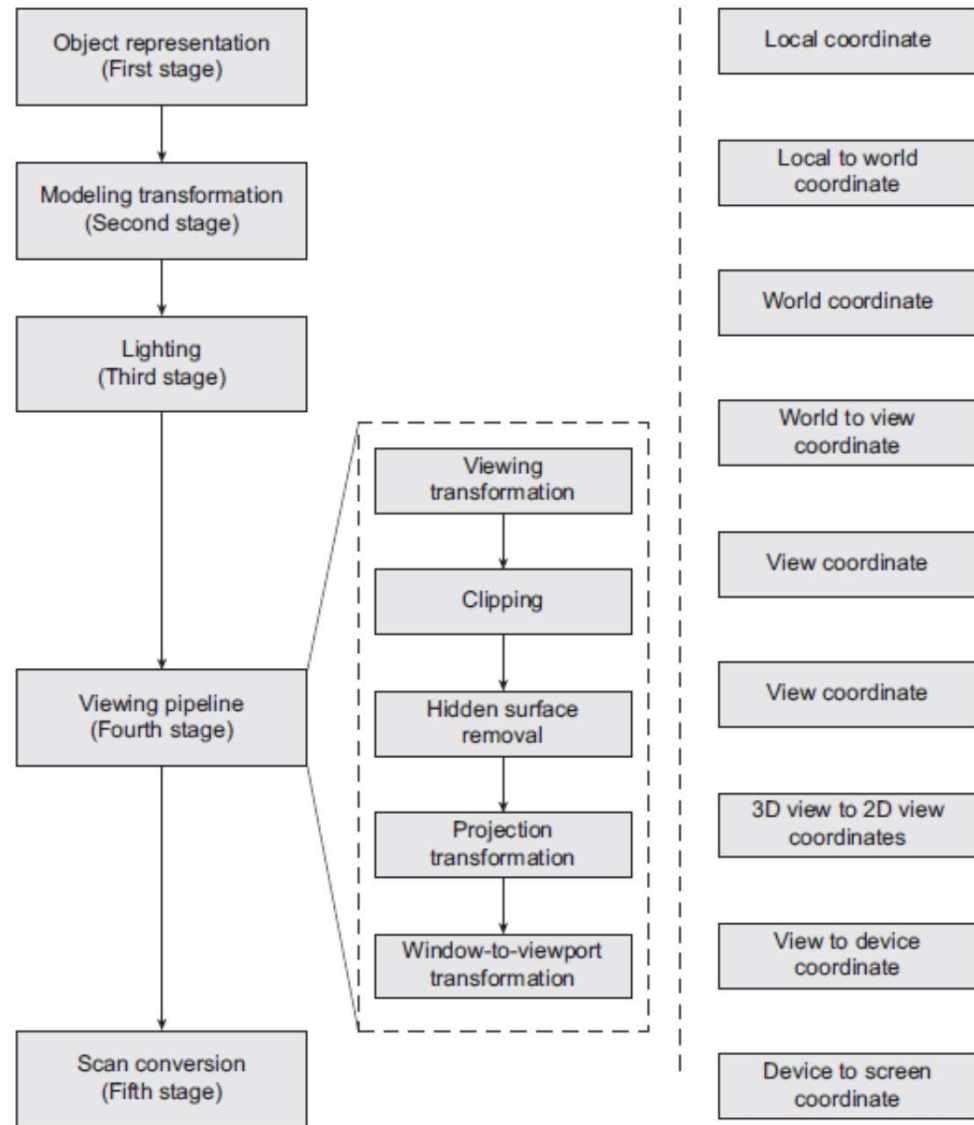 Object representation
(First stage)
Modeling transformation
(Second stage)
Lighting
(Third stage)
Viewing pipeline
(Fourth stage)
Scan conversion
(Fifth stage)
Viewing
transformation
Clipping
Hidden surface
removal
Projection
transformation
Window-to-viewport
transformation
Local coordinate
Local to world
coordinate
World coordinate
World to view
coordinate
View coordinate
View coordinate
3D view to 2D view
coordinates
View to device
coordinate
Device to screen
coordinate